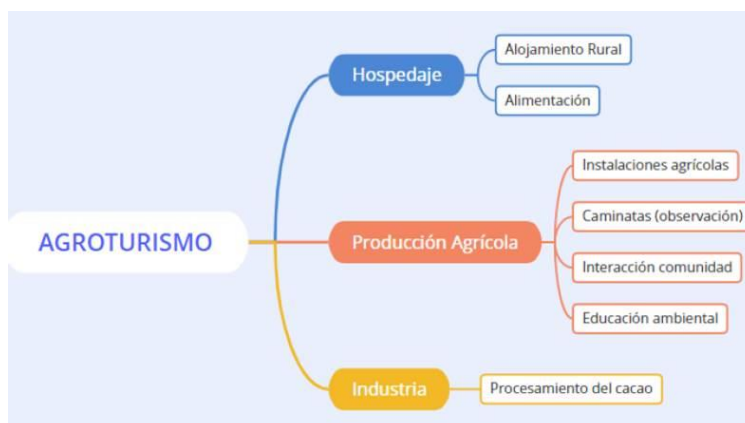 AGROTURISMO
Hospedaje
Alojamiento Rural
Alimentación
Producción Agrícola
Instalaciones agrícolas
Caminatas (observación)
Interacción comunidad
Educación ambiental
Industria
Procesamiento del cacao